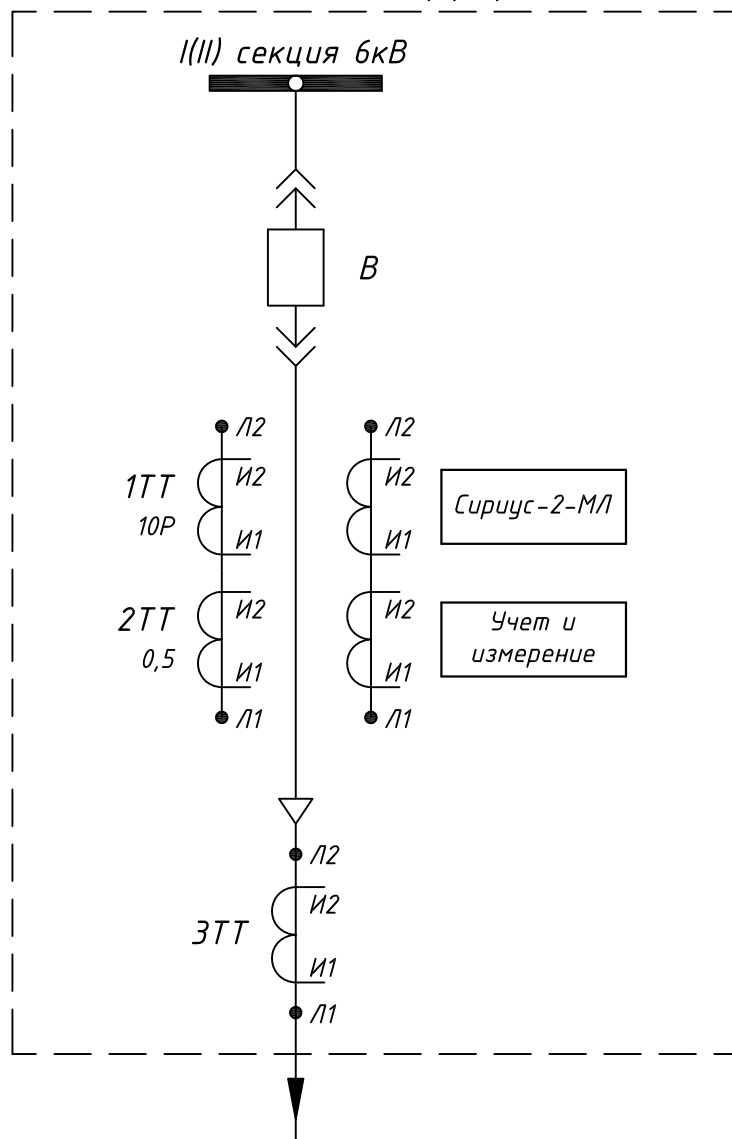 I(II) секция 6кВ
В
Л2
Л2
1ТТ
10Р
И2
И2
Сириус-2-МЛ
И1
И1
2ТТ
0,5
И2
И2
Учет и
измерение
И1
И1
Л1
Л1
Л2
3ТТ
И2
И1
Л1